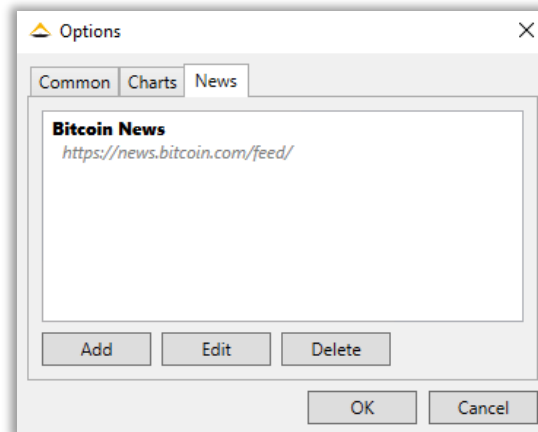 Options
Common Charts News
Bitcoin News
https://news.bitcoin.com/feed/
Add Edit Delete
OK Cancel